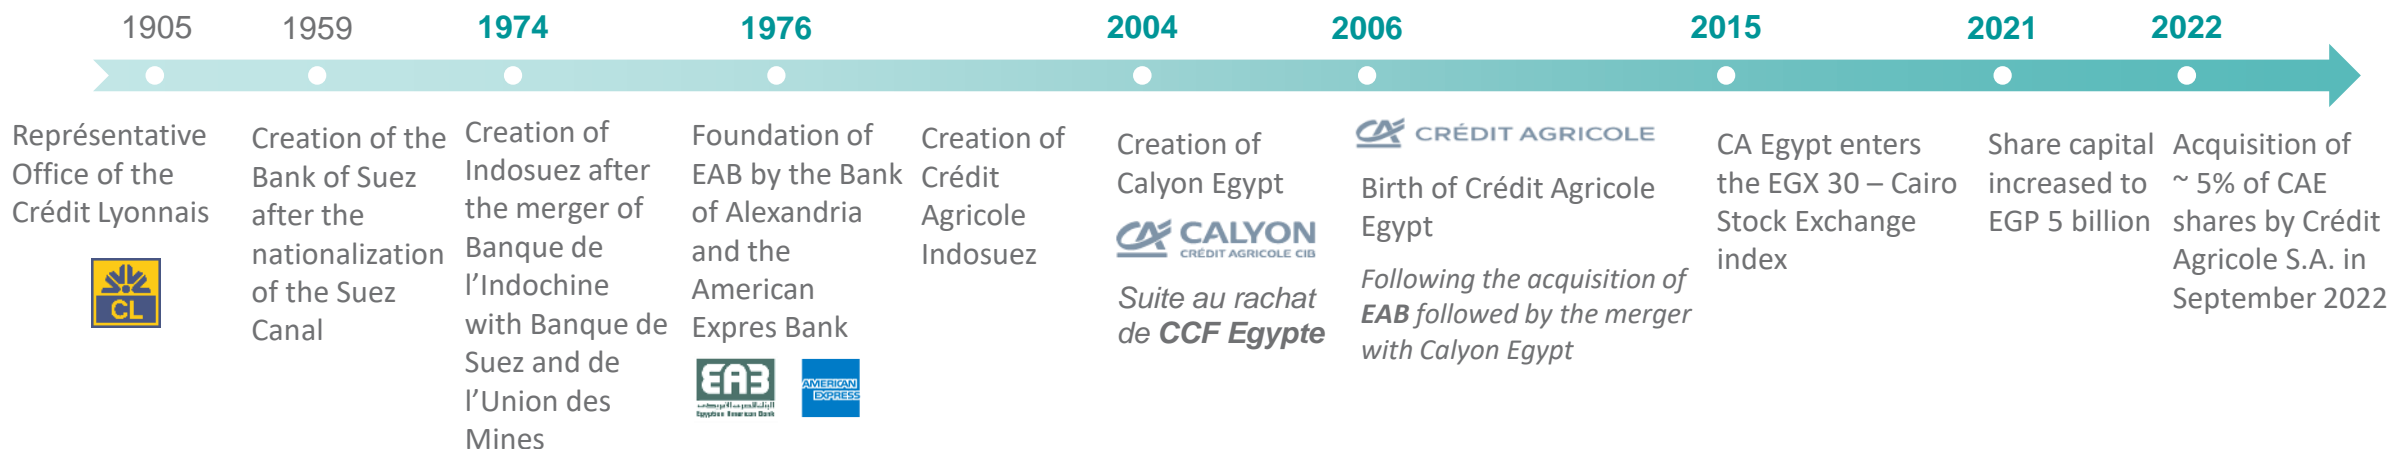 1905
1959
1974
1976
2004
2006
2015
2021
2022
Représentative
Office of the
Crédit Lyonnais
CL
Creation of the
Bank of Suez
after the
nationalization
of the Suez
Canal
Creation of
Indosuez after
the merger of
Banque de
l’Indochine
with Banque de
Suez and de
l’Union des
Mines
Foundation of
EAB by the Bank
of Alexandria
and the
American
Expres Bank
EAB
Egyptian American Bank
AMERICAN
EXPRESS
Creation of
Crédit
Agricole
Indosuez
Creation of
Calyon Egypt
CALYON
CRÉDIT AGRICOLE CIB
Suite au rachat
de CCF Egypte
CRÉDIT AGRICOLE
Birth of Crédit Agricole
Egypt
Following the acquisition of
EAB followed by the merger
with Calyon Egypt
CA Egypt enters
the EGX 30 – Cairo
Stock Exchange
index
Share capital
increased to
EGP 5 billion
Acquisition of
~ 5% of CAE
shares by Crédit
Agricole S.A. in
September 2022